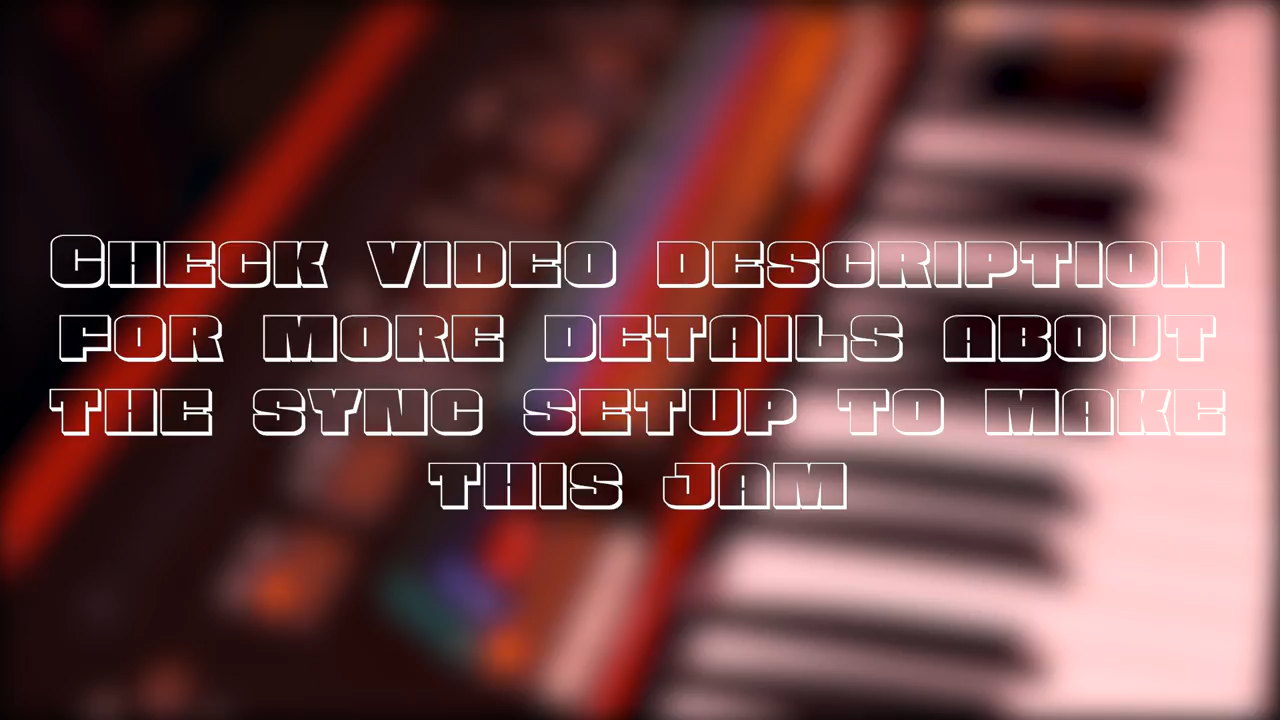 Check video description
for more details about
the sync setup to make
this Jam